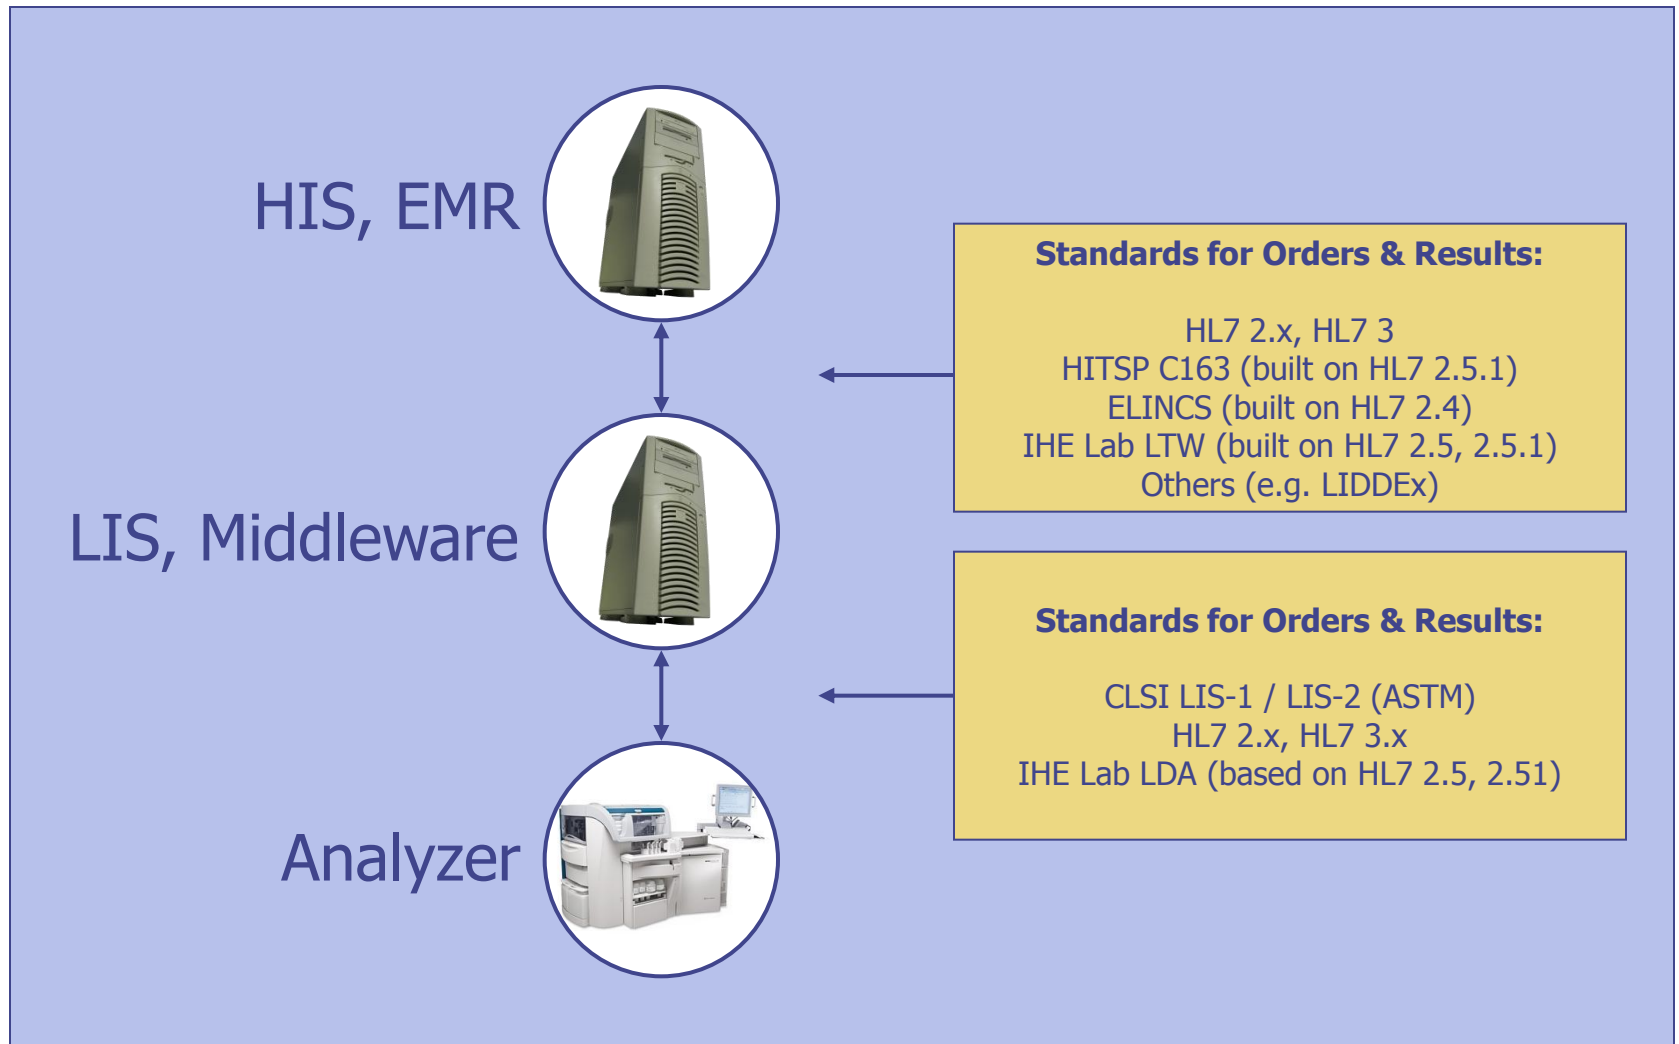 HIS, EMR
Standards for Orders & Results:
HL7 2.x, HL7 3
HITSP C163 (built on HL7 2.5.1)
ELINCS (built on HL7 2.4)
IHE Lab LTW (built on HL7 2.5, 2.5.1)
Others (e.g. LIDDEx)
LIS, Middleware
Standards for Orders & Results:
CLSI LIS-1 / LIS-2 (ASTM)
HL7 2.x, HL7 3.x
IHE Lab LDA (based on HL7 2.5, 2.51)
Analyzer